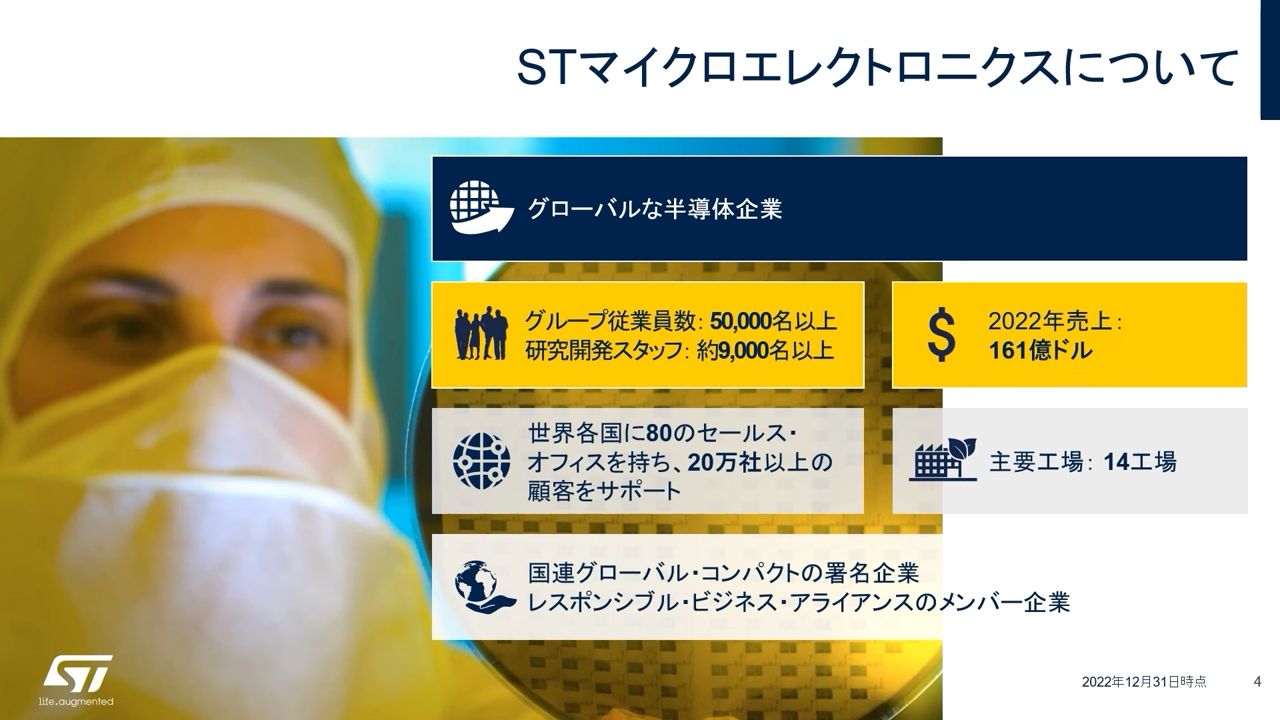 STマイクロエレクトロニクスについて
グローバルな半導体企業
グループ従業員数: 50,000名以上
研究開発スタッフ: 約9,000名以上
$
2022年売上:
161億ドル
世界各国に80のセールス・
オフィスを持ち、20万社以上の
顧客をサポート
主要工場: 14工場
国連グローバル・コンパクトの署名企業
レスポンシブル・ビジネス・アライアンスのメンバー企業
ST
life.augmented
2022年12月31日時点
4